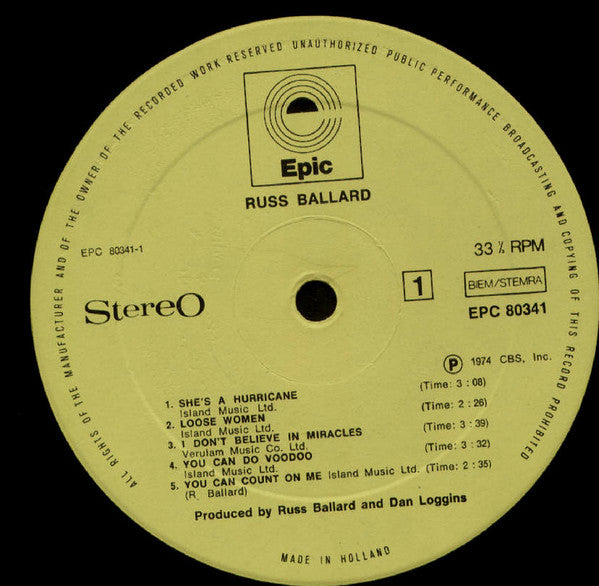 ALL RIGHTS OF THE MANUFACTURER AND OF THE OWNER OF THE RECORDED WORK RESERVED UNAUTHORIZED PUBLIC PERFORMANCE BROADCASTING AND COPYING OF THIS RECORD PROHIBITED
Epic
RUSS BALLARD
EPC 80341-1
33⅓ RPM
Stereo
1
BIEM/STEMRA
EPC 80341
Ⓟ 1974 CBS, Inc.
1. SHE'S A HURRICANE (Time: 3 : 08)
Island Music Ltd.
2. LOOSE WOMEN (Time: 2 : 26)
Island Music Ltd.
3. I DON'T BELIEVE IN MIRACLES (Time: 3 : 39)
Verulam Music Co. Ltd.
4. YOU CAN DO VOODOO (Time: 3 : 32)
Island Music Ltd.
5. YOU CAN COUNT ON ME Island Music Ltd. (Time: 2 : 35)
(R. Ballard)
Produced by Russ Ballard and Dan Loggins
MADE IN HOLLAND